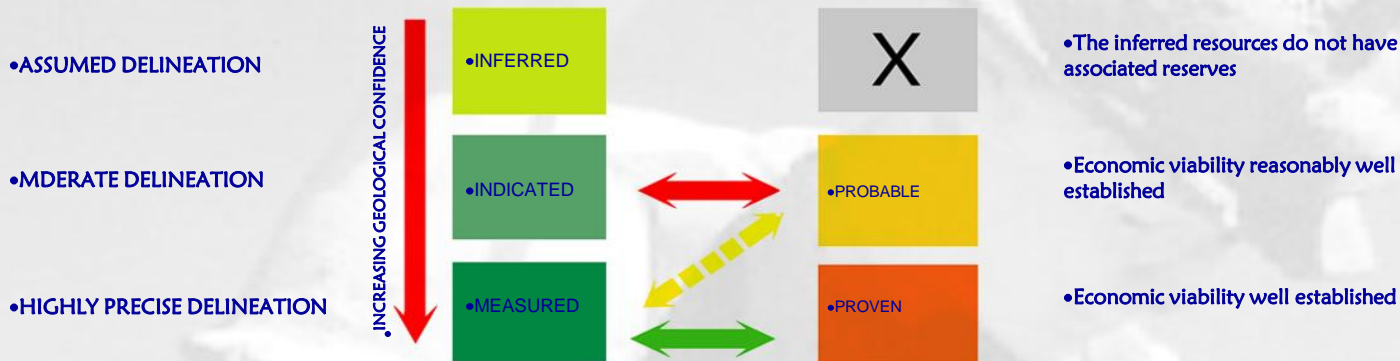 •ASSUMED DELINEATION
•INCREASING GEOLOGICAL CONFIDENCE
•INFERRED
X
•The inferred resources do not have
associated reserves
•MDERATE DELINEATION
•INDICATED
•PROBABLE
•Economic viability reasonably well
established
•HIGHLY PRECISE DELINEATION
•MEASURED
•PROVEN
•Economic viability well established